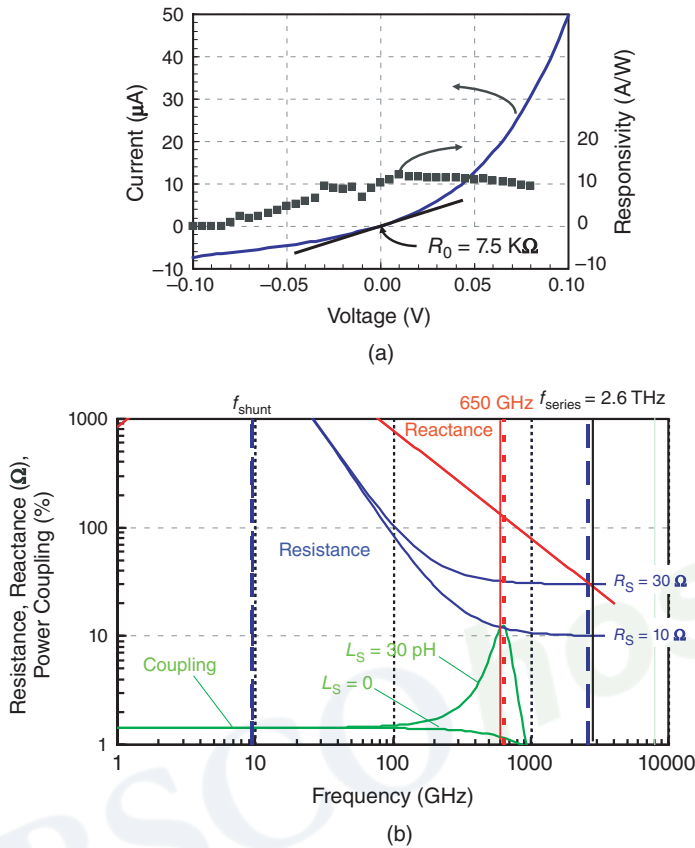 50
40
30
20
10
0
−10
Current (µA)
20
10
0
−10
Responsivity (A/W)
R0 = 7.5 KΩ
−0.10
−0.05
0.00
0.05
0.10
Voltage (V)
(a)
fshunt
650 GHz
fseries = 2.6 THz
1000
100
10
1
Resistance, Reactance (Ω),
Power Coupling (%)
Reactance
Resistance
RS = 30 Ω
RS = 10 Ω
LS = 30 pH
LS = 0
Coupling
1
10
100
1000
10000
Frequency (GHz)
(b)